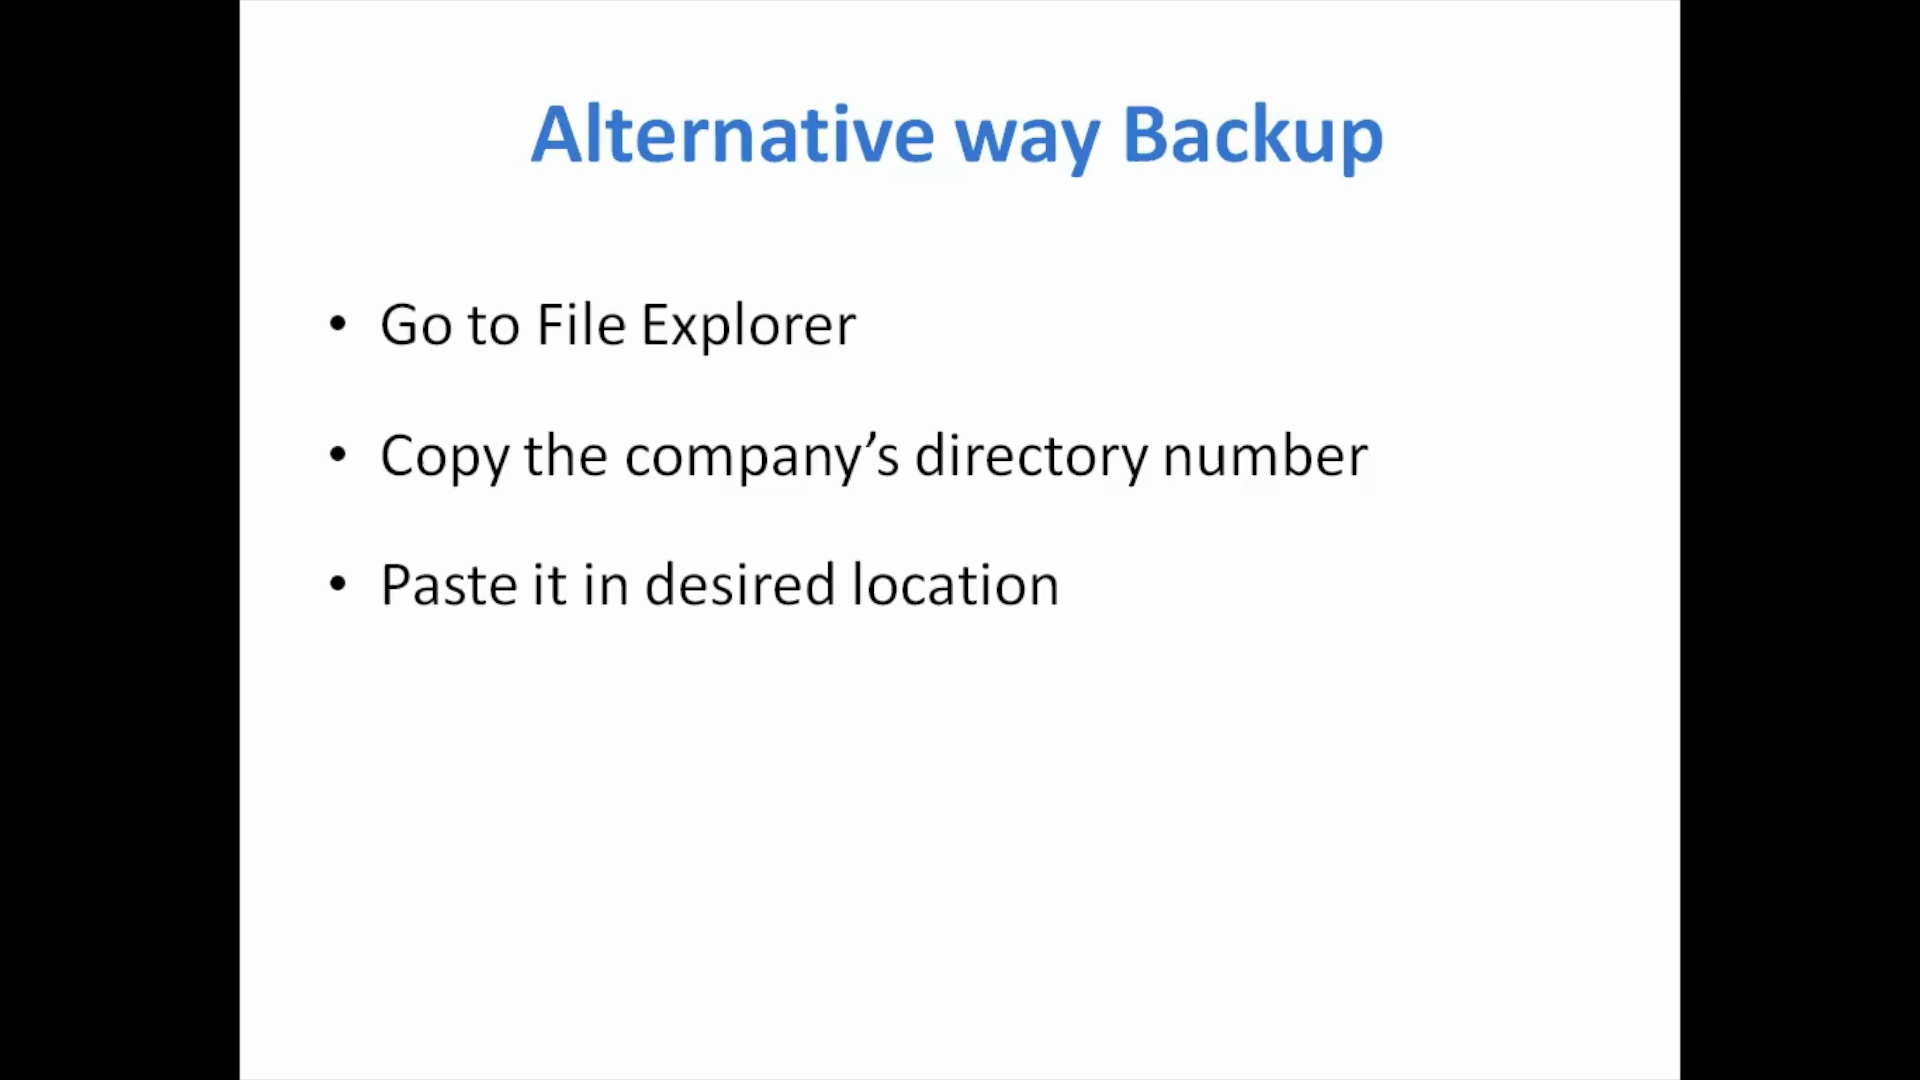 Alternative way Backup
• Go to File Explorer
• Copy the company’s directory number
• Paste it in desired location